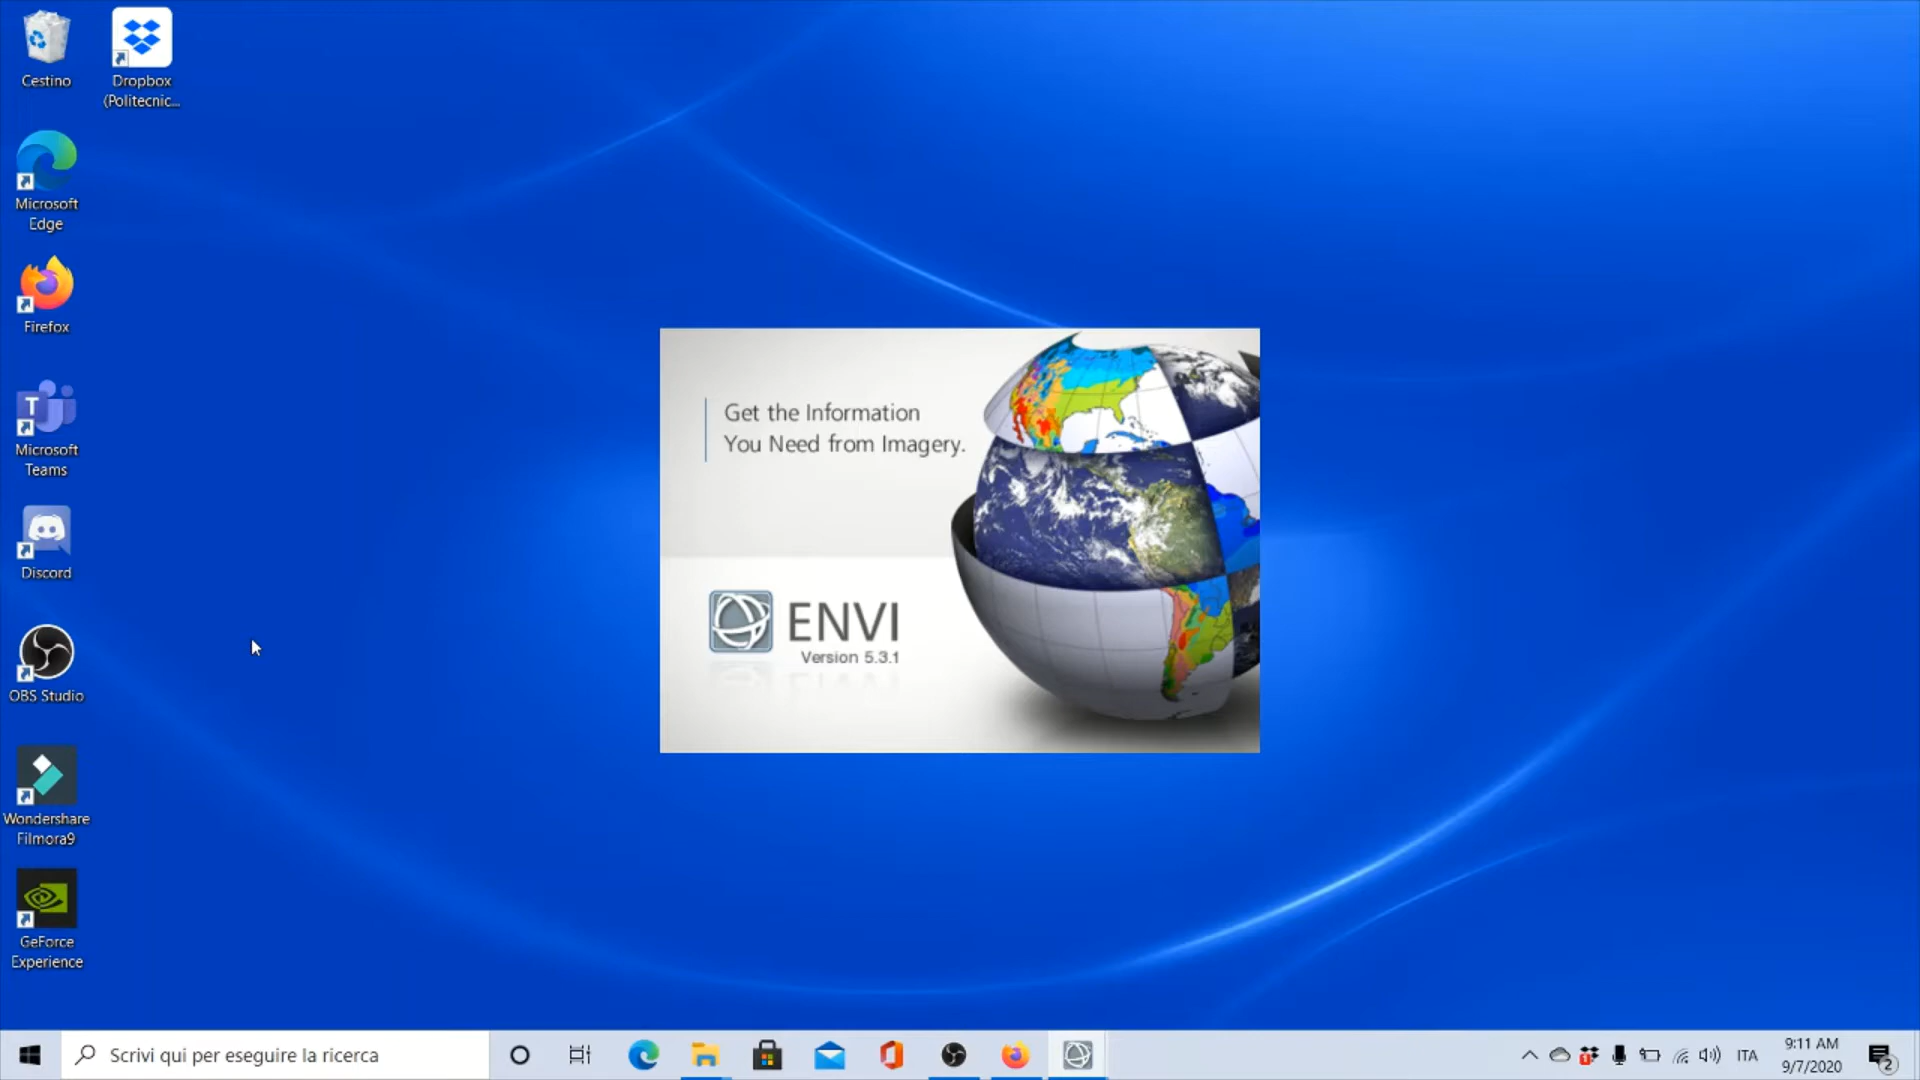 Cestino
Dropbox
(Politecnic...
Microsoft
Edge
Firefox
T
Microsoft
Teams
Discord
OBS Studio
Wondershare
Filmora9
GeForce
Experience
Get the Information
You Need from Imagery.
ENVI
Version 5.3.1
Scrivi qui per eseguire la ricerca
1
ITA
9:11 AM
9/7/2020
2